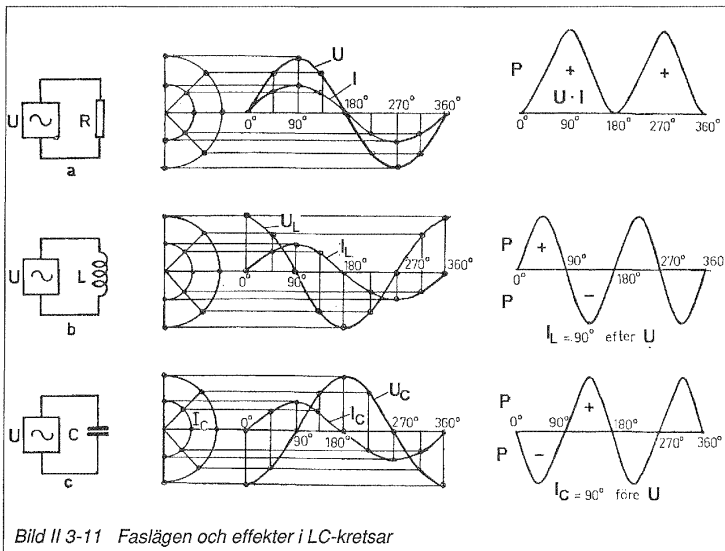 U R
a
U
I
0° 90° 180° 270° 360°
P + +
U · I
0° 90° 180° 270° 360°
U L
b
U_L
I_L
0° 90° 180° 270° 360°
P + 90° 270° 360
0°
P − 180°
I_L = 90° efter U
U C
c
I_C
U_C
I_C
0° 90° 180° 270° 360°
0° 90° + 180° 270° 360°
P −
I_C = 90° före U
Bild II 3-11 Faslägen och effekter i LC-kretsar